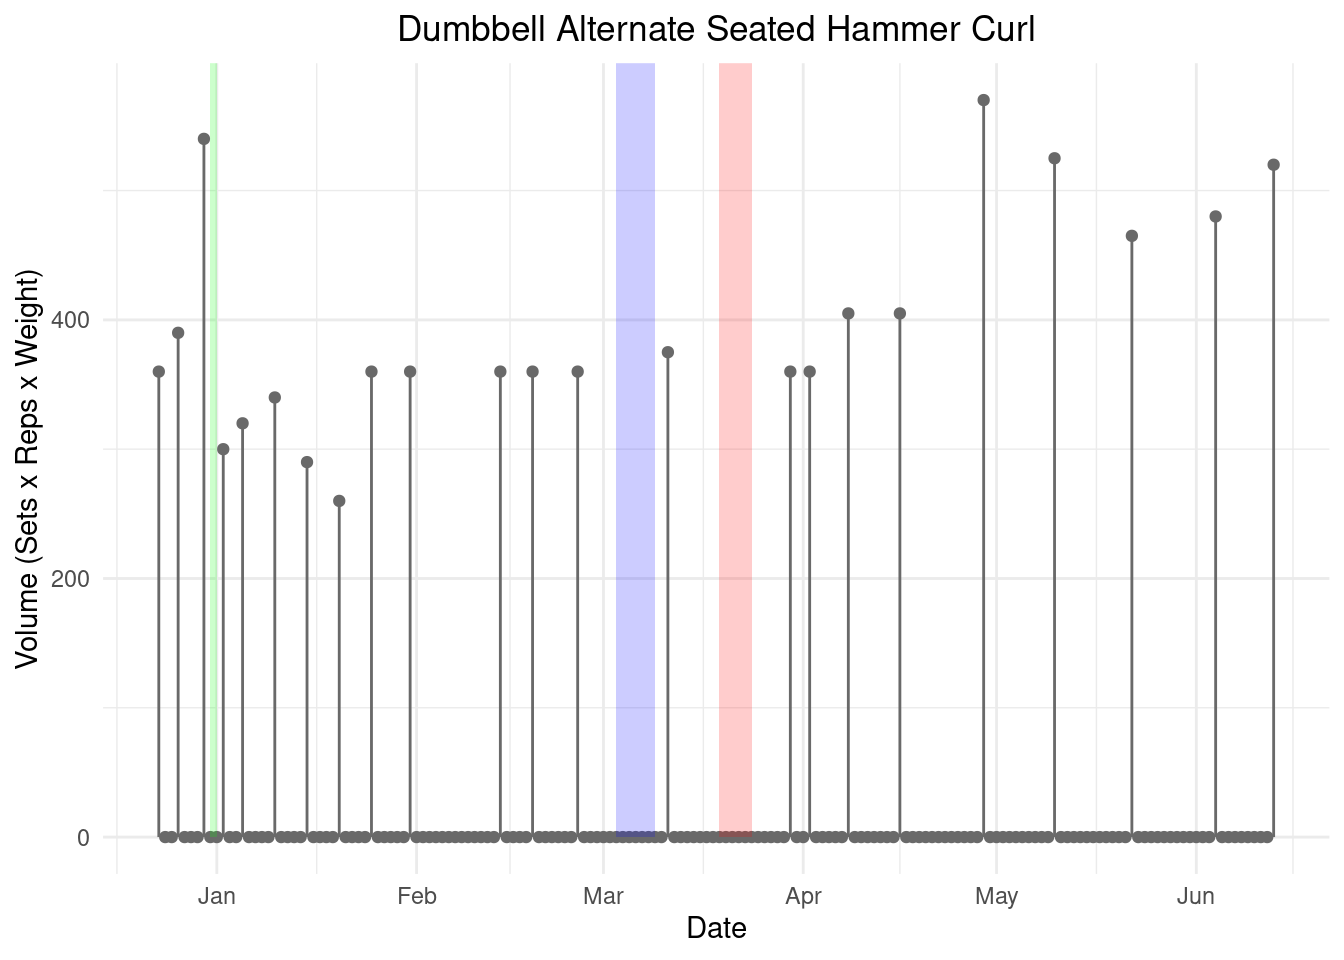 Dumbbell Alternate Seated Hammer Curl
Volume (Sets x Reps x Weight)
400
200
0
Jan Feb Mar Apr May Jun
Date